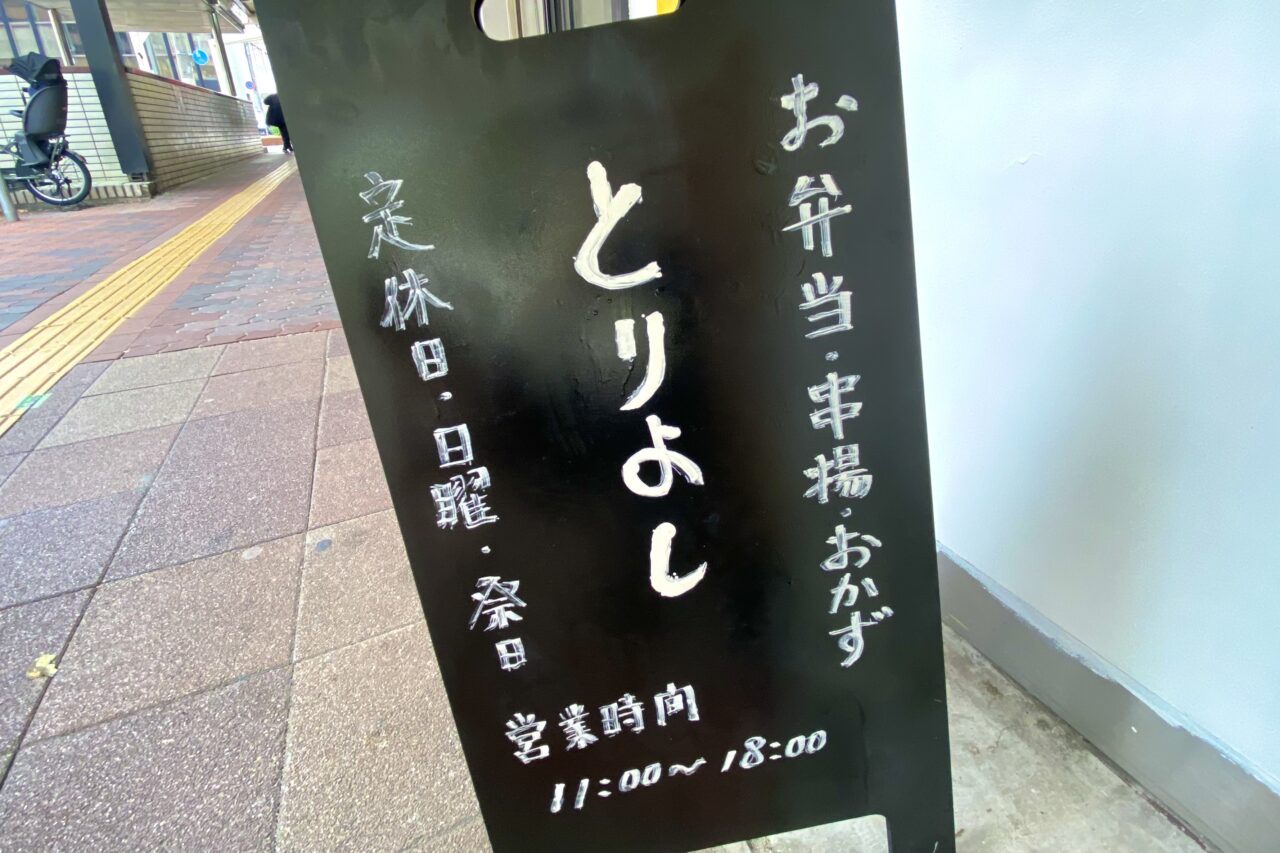 お弁当・串揚・おかず
とりよし
定休日・日曜・祭日
営業時間
11:00～18:00